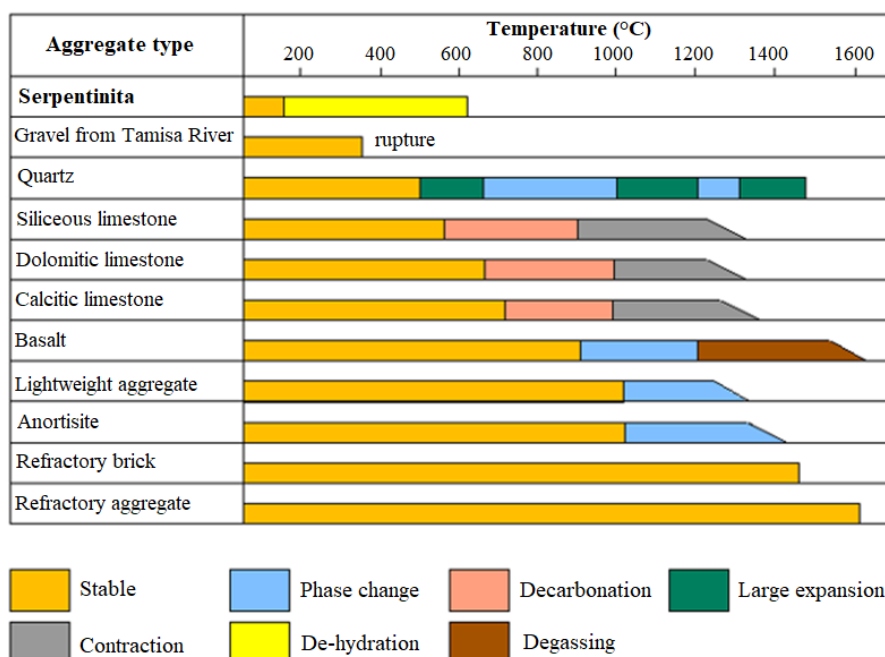 Aggregate type
Temperature (°C)
200 400 600 800 1000 1200 1400 1600
Serpentinita
Gravel from Tamisa River rupture
Quartz
Siliceous limestone
Dolomitic limestone
Calcitic limestone
Basalt
Lightweight aggregate
Anortisite
Refractory brick
Refractory aggregate
Stable Phase change Decarbonation Large expansion
Contraction De-hydration Degassing